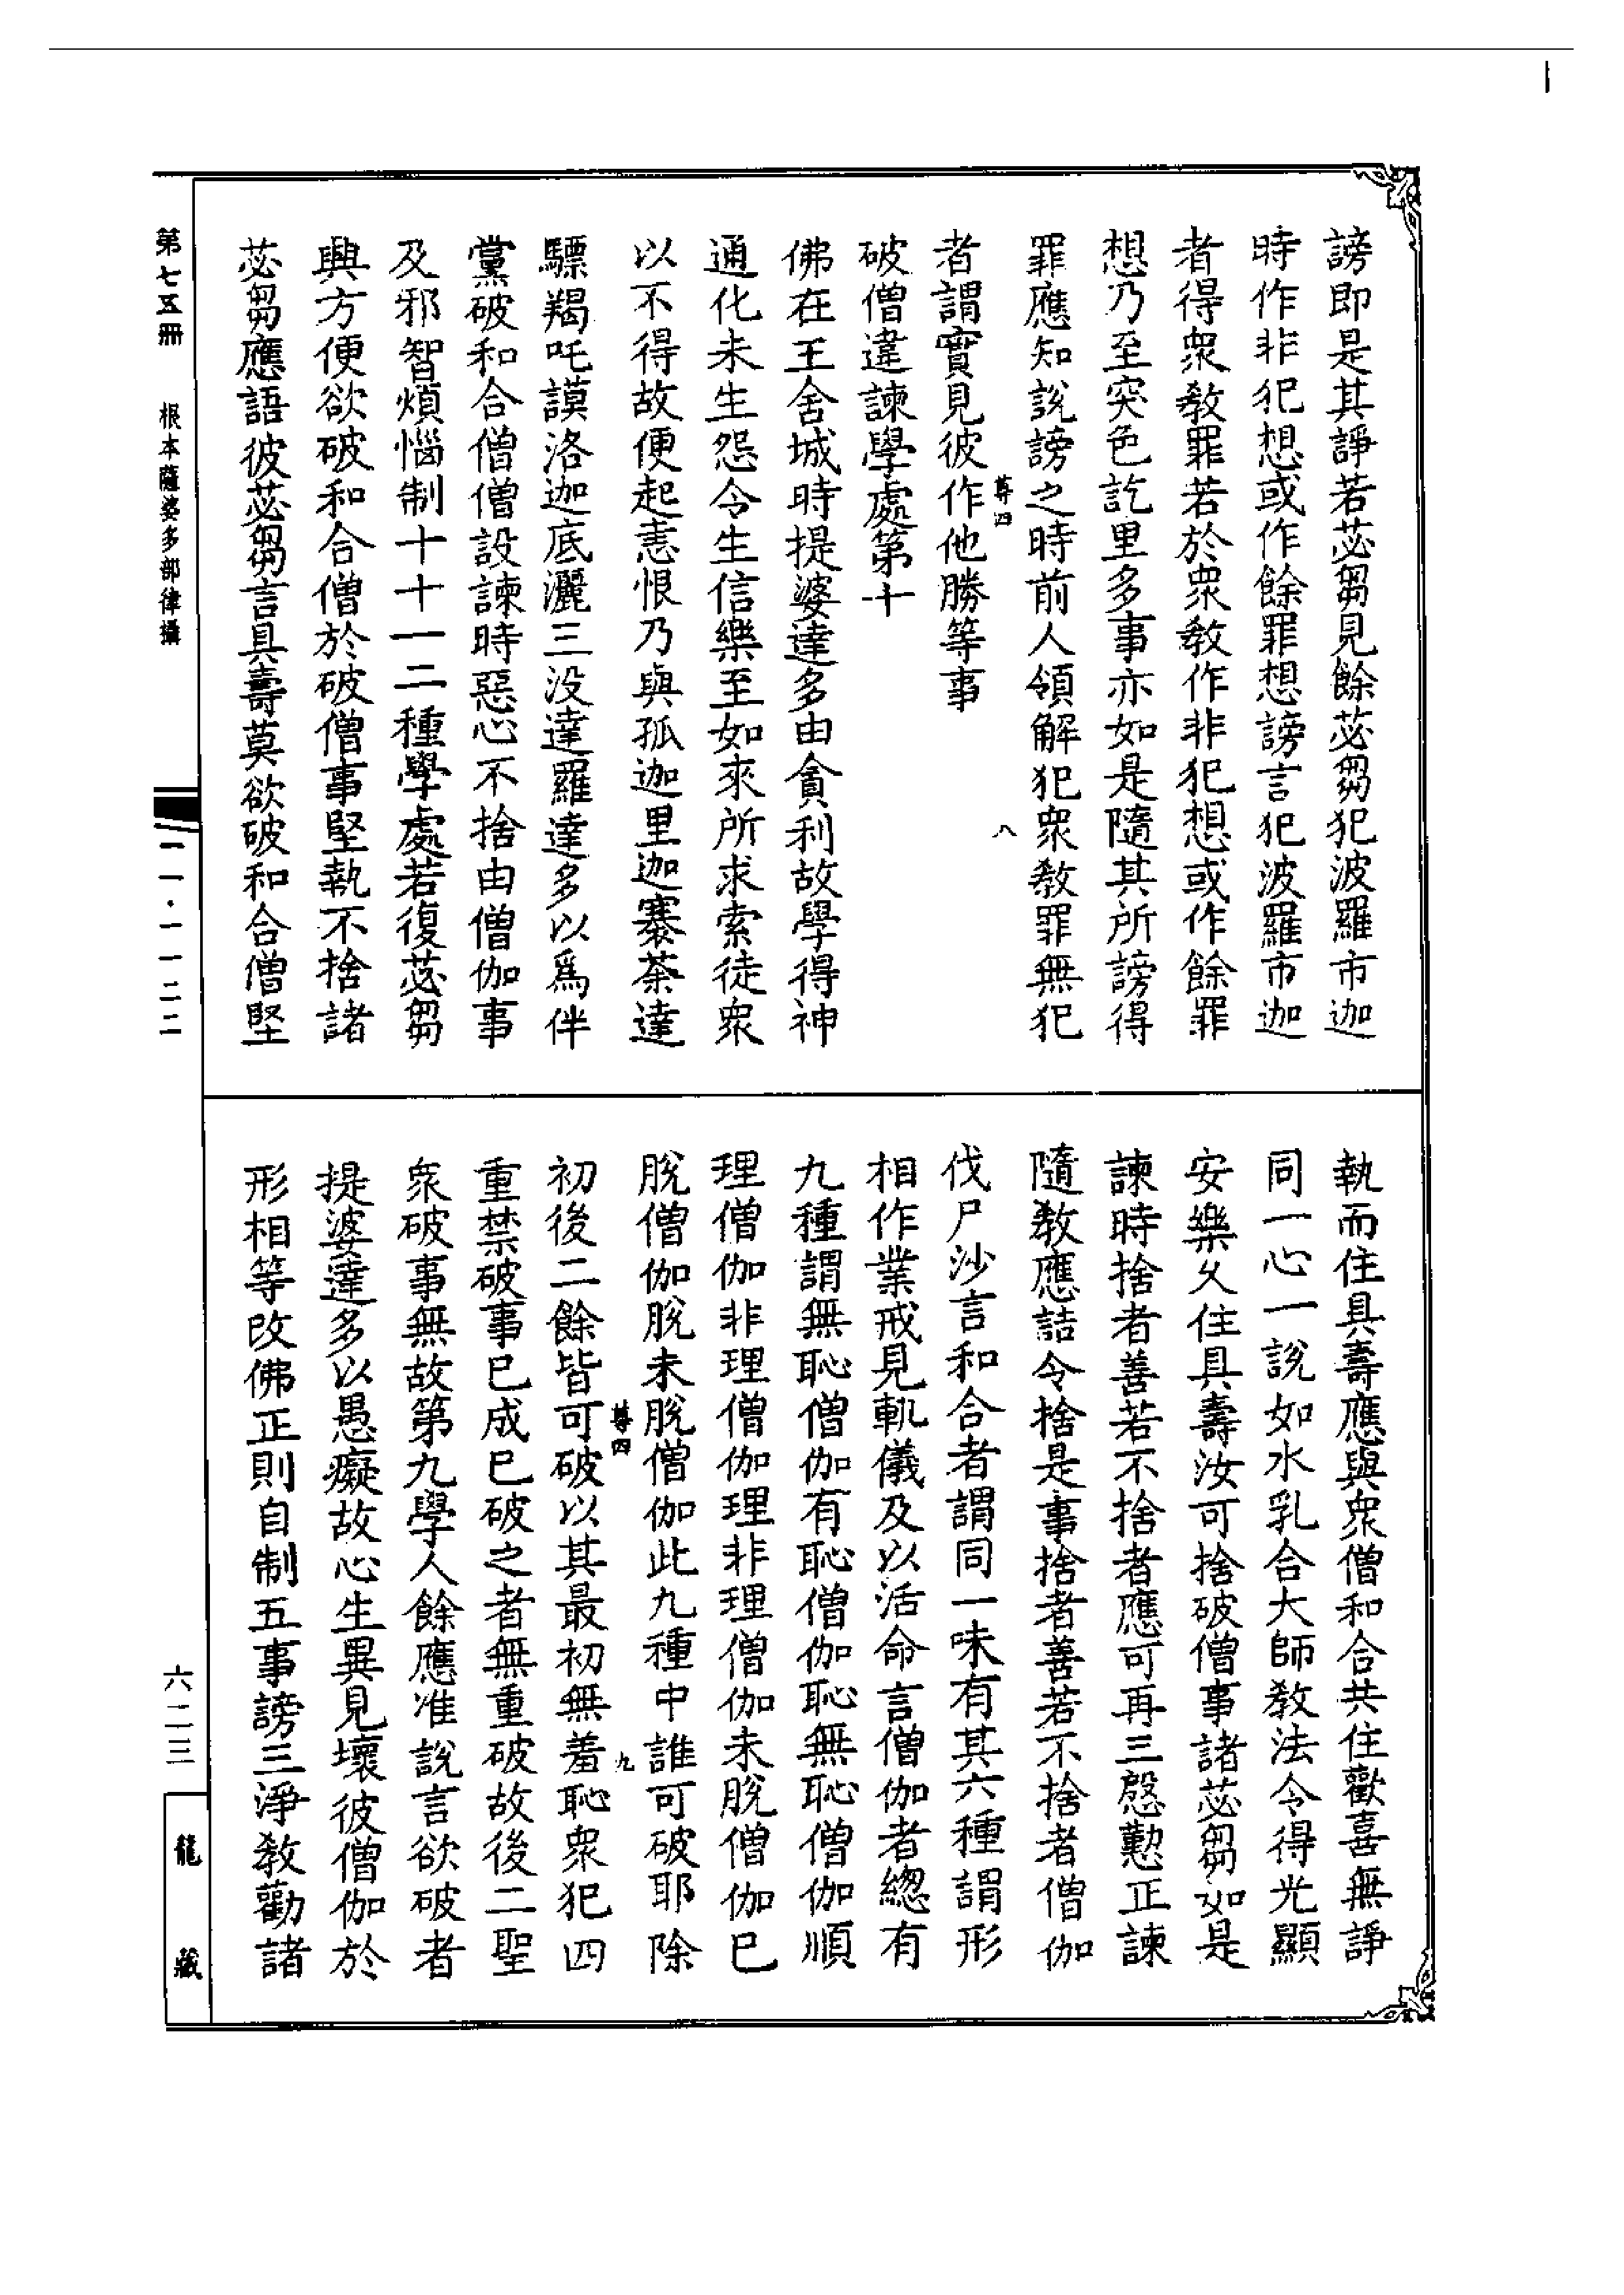 謗即是其諍若苾芻見餘苾芻犯波羅市迦
時作非犯想或作餘罪想謗言犯波羅市迦
者得衆教罪若於衆教作非犯想或作餘罪
想乃至突色訖里多事亦如是隨其所謗得
罪應知說謗之時前人領解犯衆教罪無犯
尊四
八
者謂實見彼作他勝等事
破僧違諫學處第十
佛在王舍城時提婆達多由貪利故學得神
通化未生怨令生信樂至如來所求索徒衆
以不得故便起恚恨乃與孤迦里迦褰荼達
驃羯吒謨洛迦底灑三没達羅達多以爲伴
黨破和合僧僧設諫時惡心不捨由僧伽事
及邪智煩惱制十十一二種學處若復苾芻
興方便欲破和合僧於破僧事堅執不捨諸
苾芻應語彼苾芻言具壽莫欲破和合僧堅
執而住具壽應與衆僧和合共住歡喜無諍
同一心一說如水乳合大師教法令得光顯
安樂久住具壽汝可捨破僧事諸苾芻如是
諫時捨者善若不捨者應可再三慇懃正諫
隨教應詰令捨是事捨者善若不捨者僧伽
伐尸沙言和合者謂同一味有其六種謂形
相作業戒見軌儀及以活命言僧伽者緫有
九種謂無恥僧伽有恥僧伽恥無恥僧伽順
理僧伽非理僧伽理非理僧伽未脫僧伽已
脫僧伽脫未脫僧伽此九種中誰可破耶除
尊四
九
初後二餘皆可破以其最初無羞恥衆犯四
重禁破事已成已破之者無重破故後二聖
衆破事無故第九學人餘應准說言欲破者
提婆達多以愚癡故心生異見壞彼僧伽於
形相等改佛正則自制五事謗三淨教勸諸
第七五册
根本薩婆多部律攝
一一·一一二二
六二三
龍藏